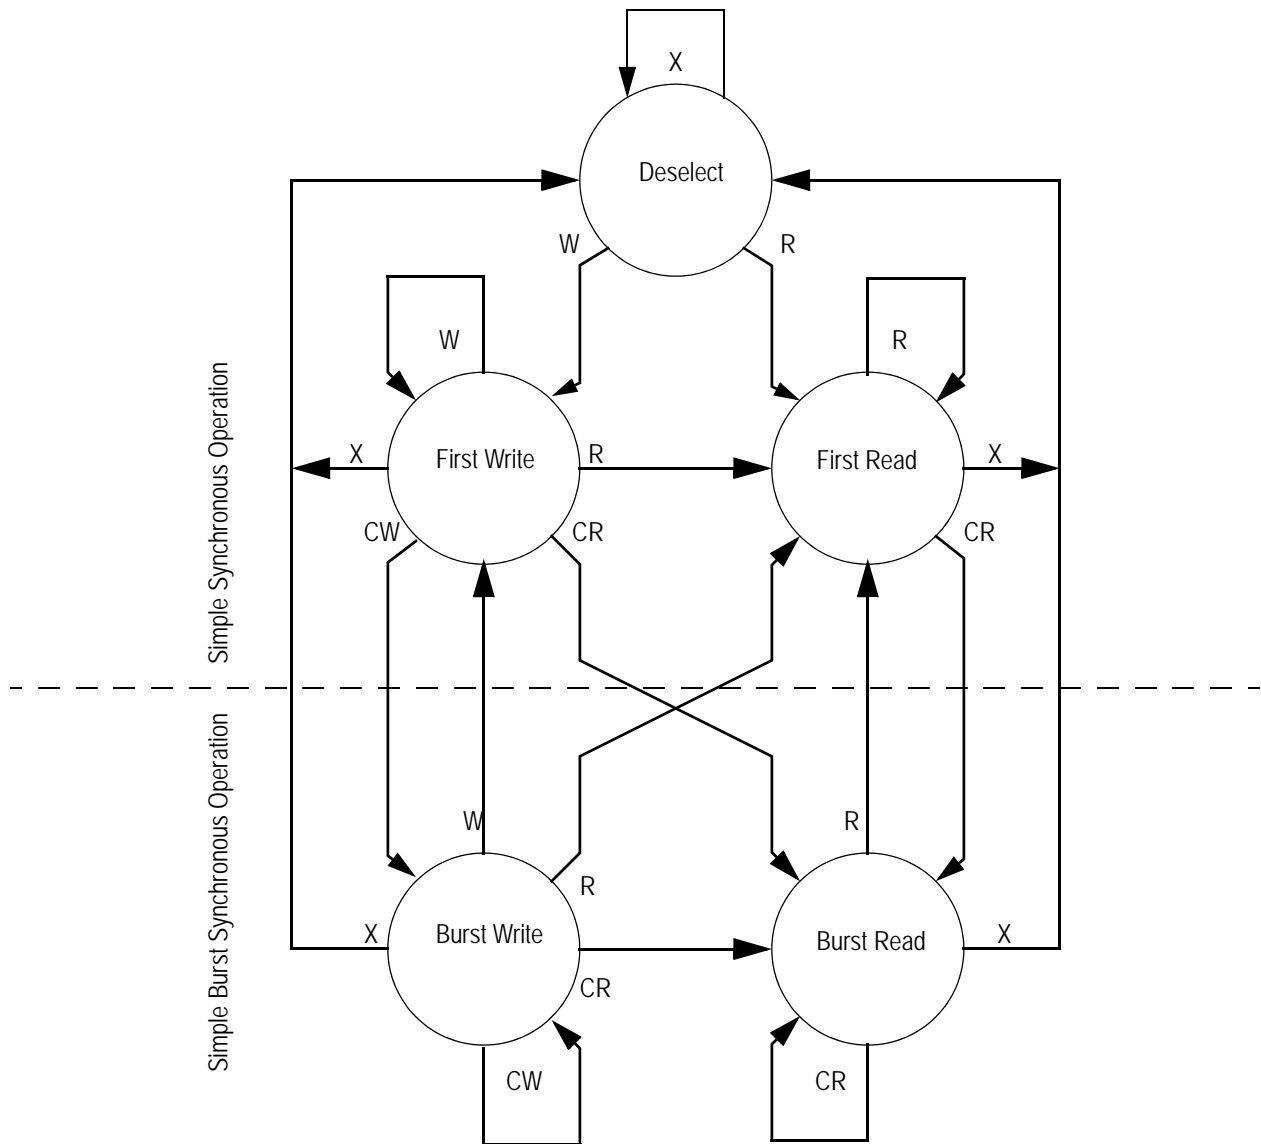 X
Deselect
W
R
W
R
Simple Synchronous Operation
X
First Write
R
First Read
X
CW
CR
CR
Simple Burst Synchronous Operation
W
R
R
X
Burst Write
Burst Read
X
CR
CW
CR